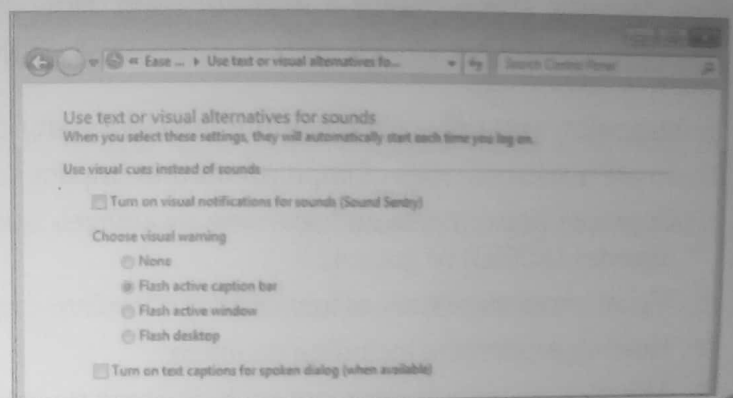 « Ease ... ▸ Use text or visual alternatives fo... Search Control Panel
Use text or visual alternatives for sounds
When you select these settings, they will automatically start each time you log on.
Use visual cues instead of sounds
Turn on visual notifications for sounds (Sound Sentry)
Choose visual warning
None
Flash active caption bar
Flash active window
Flash desktop
Turn on text captions for spoken dialog (when available)